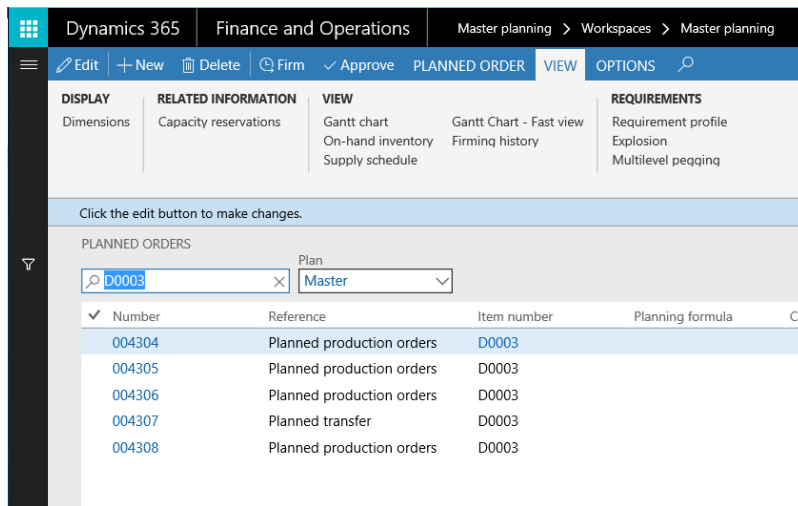 Dynamics 365 Finance and Operations Master planning > Workspaces > Master planning
Edit New Delete Firm Approve PLANNED ORDER VIEW OPTIONS
DISPLAY RELATED INFORMATION VIEW REQUIREMENTS
Dimensions Capacity reservations Gantt chart Gantt Chart - Fast view Requirement profile
On-hand inventory Firming history Explosion
Supply schedule Multilevel pegging
Click the edit button to make changes.
PLANNED ORDERS
Plan
D0003 Master
Number Reference Item number Planning formula C
004304 Planned production orders D0003
004305 Planned production orders D0003
004306 Planned production orders D0003
004307 Planned transfer D0003
004308 Planned production orders D0003